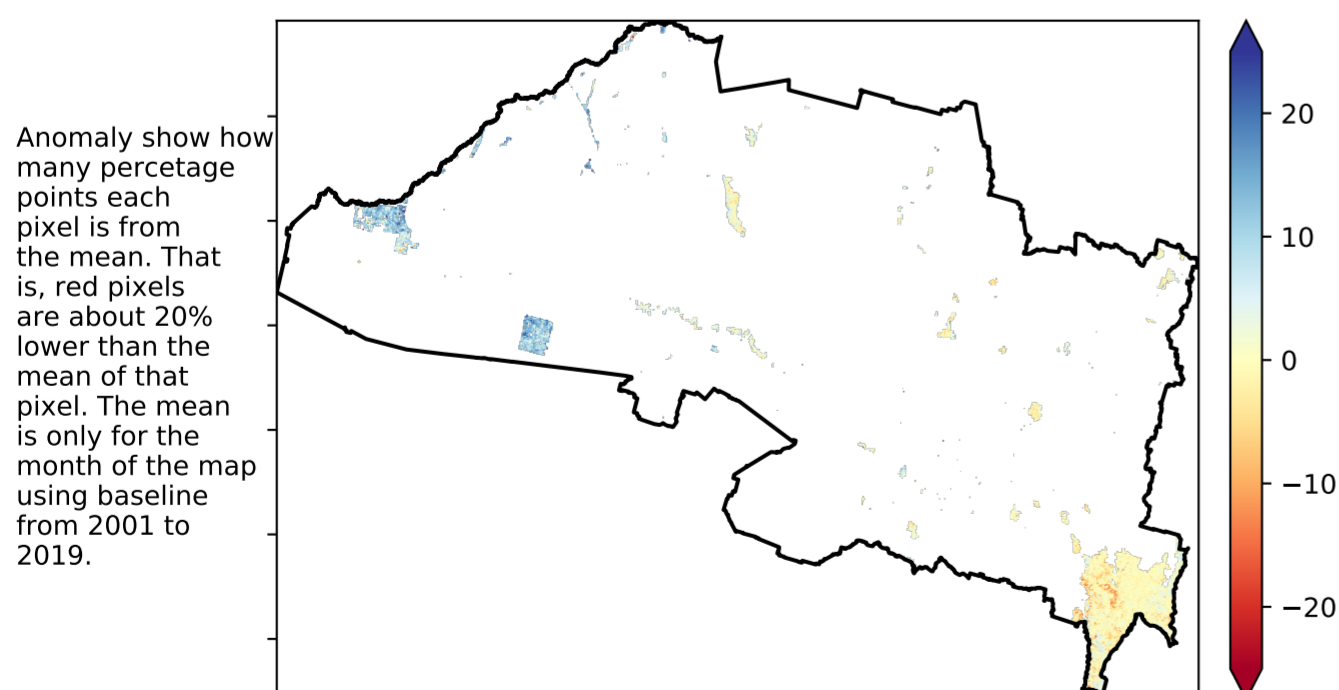 Anomaly show how
many percetage
points each
pixel is from
the mean. That
is, red pixels
are about 20%
lower than the
mean of that
pixel. The mean
is only for the
month of the map
using baseline
from 2001 to
2019.
20
10
0
−10
−20